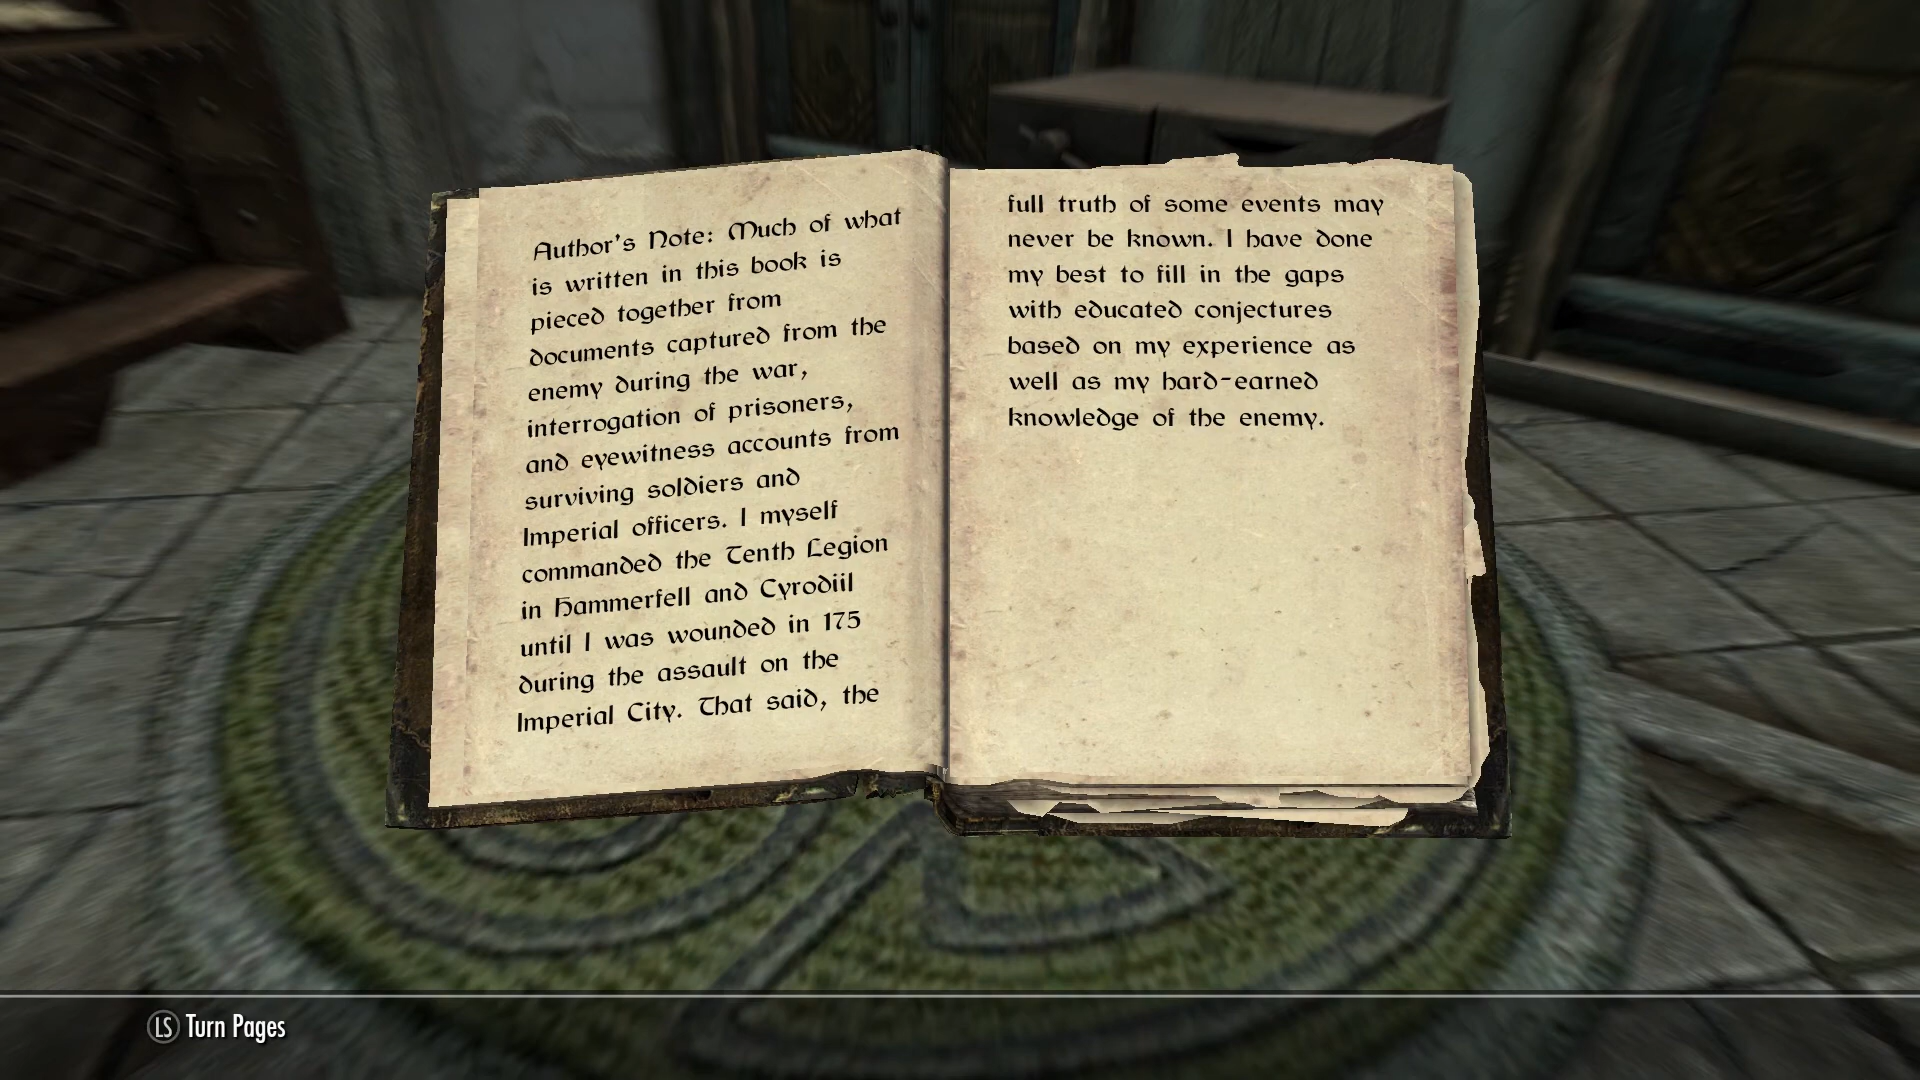 Author's Note: Much of what
is written in this book is
pieced together from
documents captured from the
enemy during the war,
interrogation of prisoners,
and eyewitness accounts from
surviving soldiers and
Imperial officers. I myself
commanded the Tenth Legion
in Hammerfell and Cyrodiil
until I was wounded in 175
during the assault on the
Imperial City. That said, the
full truth of some events may
never be known. I have done
my best to fill in the gaps
with educated conjectures
based on my experience as
well as my hard-earned
knowledge of the enemy.
LS Turn Pages